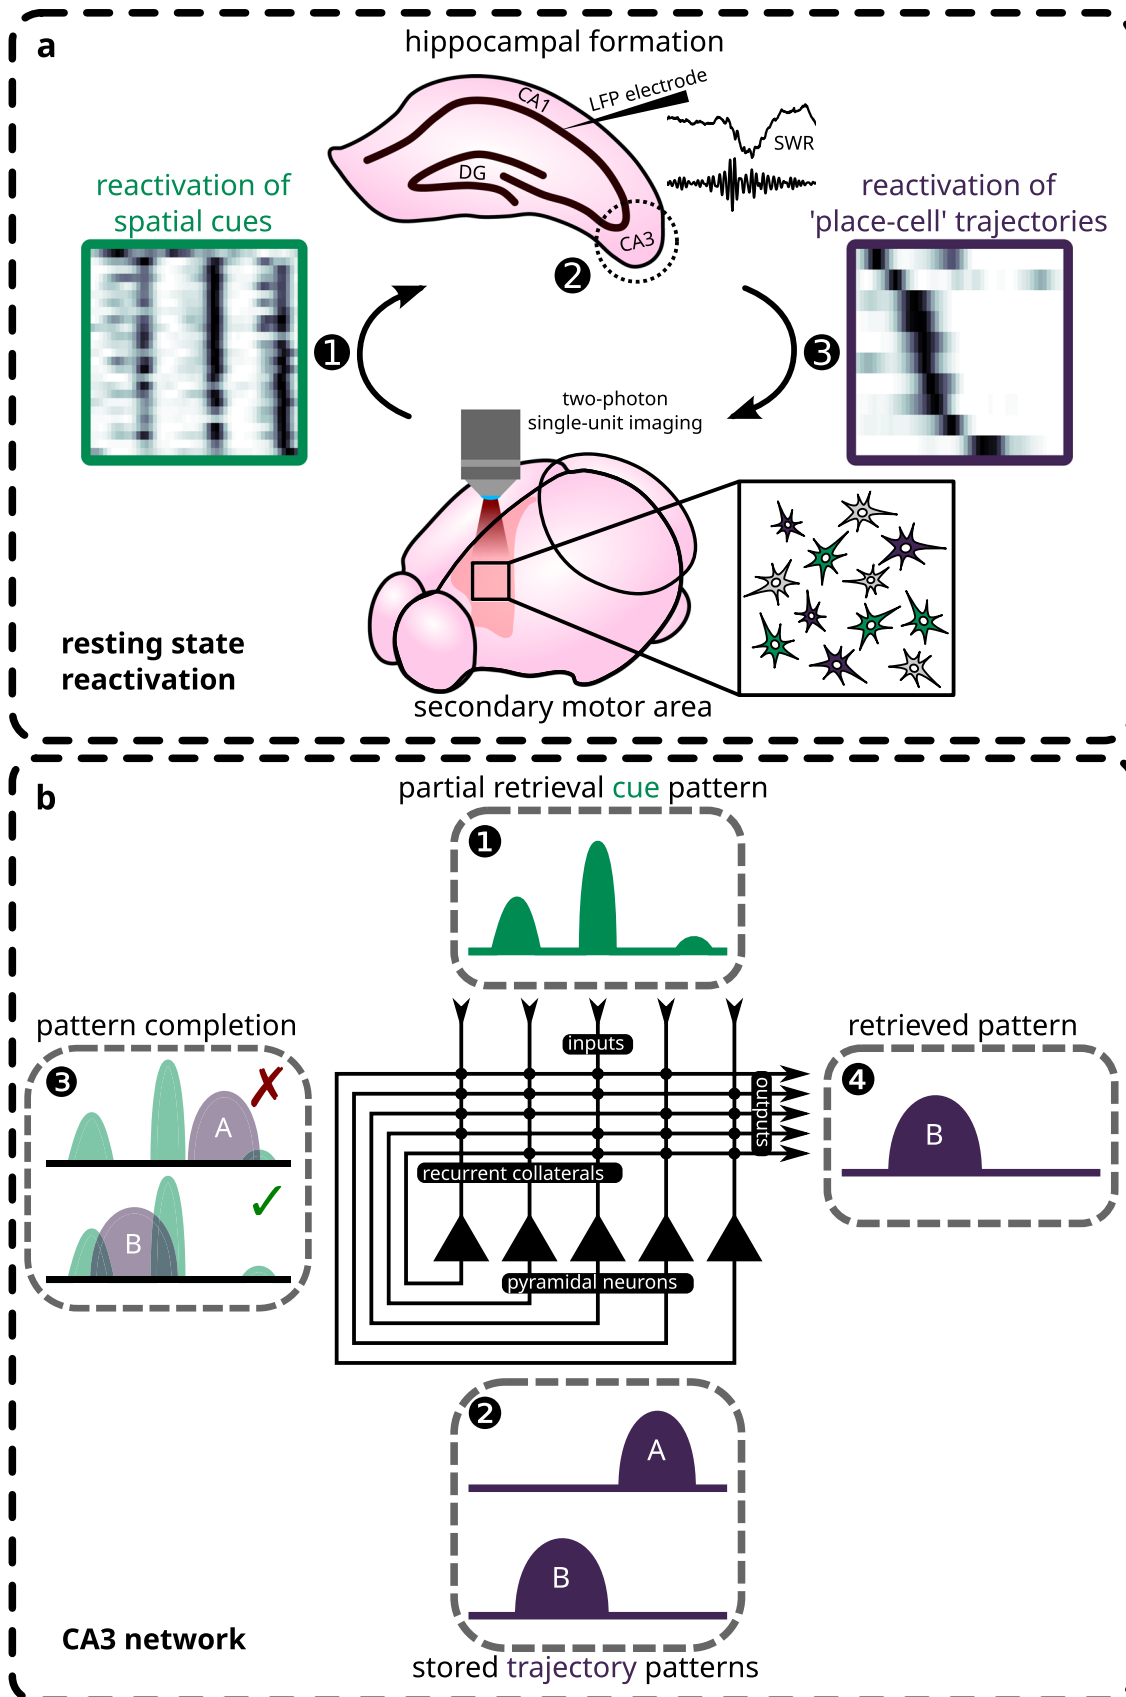 a
hippocampal formation
CA1
LFP electrode
SWR
DG
CA3
reactivation of
spatial cues
reactivation of
'place-cell' trajectories
2
1
3
two-photon
single-unit imaging
resting state
reactivation
secondary motor area
b
partial retrieval cue pattern
1
inputs
outputs
recurrent collaterals
pyramidal neurons
pattern completion
3
✗
A
✓
B
retrieved pattern
4
B
2
A
B
CA3 network
stored trajectory patterns